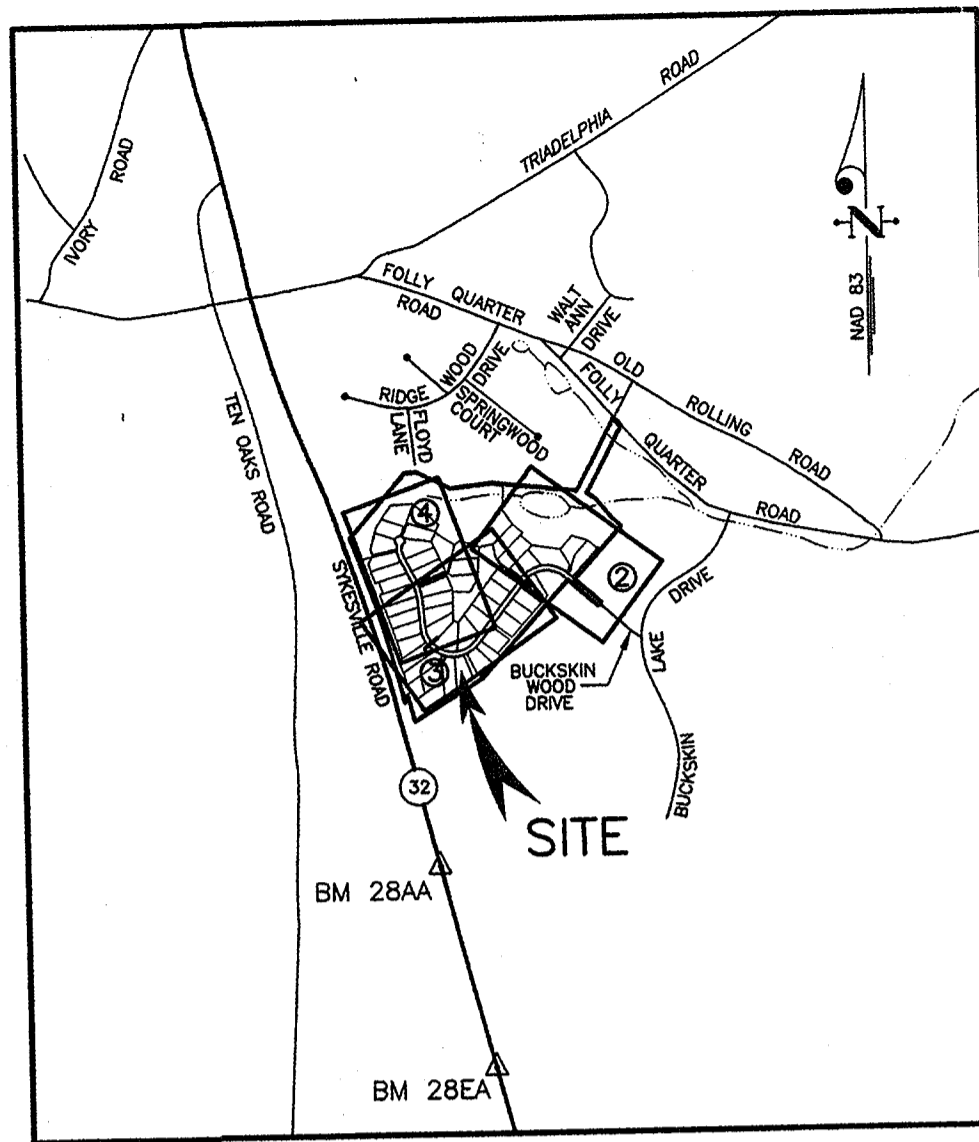 TRIADELPHIA ROAD
IVORY ROAD
N
NAD 83
FOLLY QUARTER
ROAD
WALT
ANN
DRIVE
OLD ROLLING ROAD
FOLLY QUARTER ROAD
WOOD
DRIVE
RIDGE
SPRINGWOOD
COURT
FLOYD
LANE
TEN OAKS ROAD
SYKESVILLE ROAD
4
2
3
BUCKSKIN
WOOD
DRIVE
BUCKSKIN LAKE DRIVE
32
SITE
BM 28AA
BM 28EA